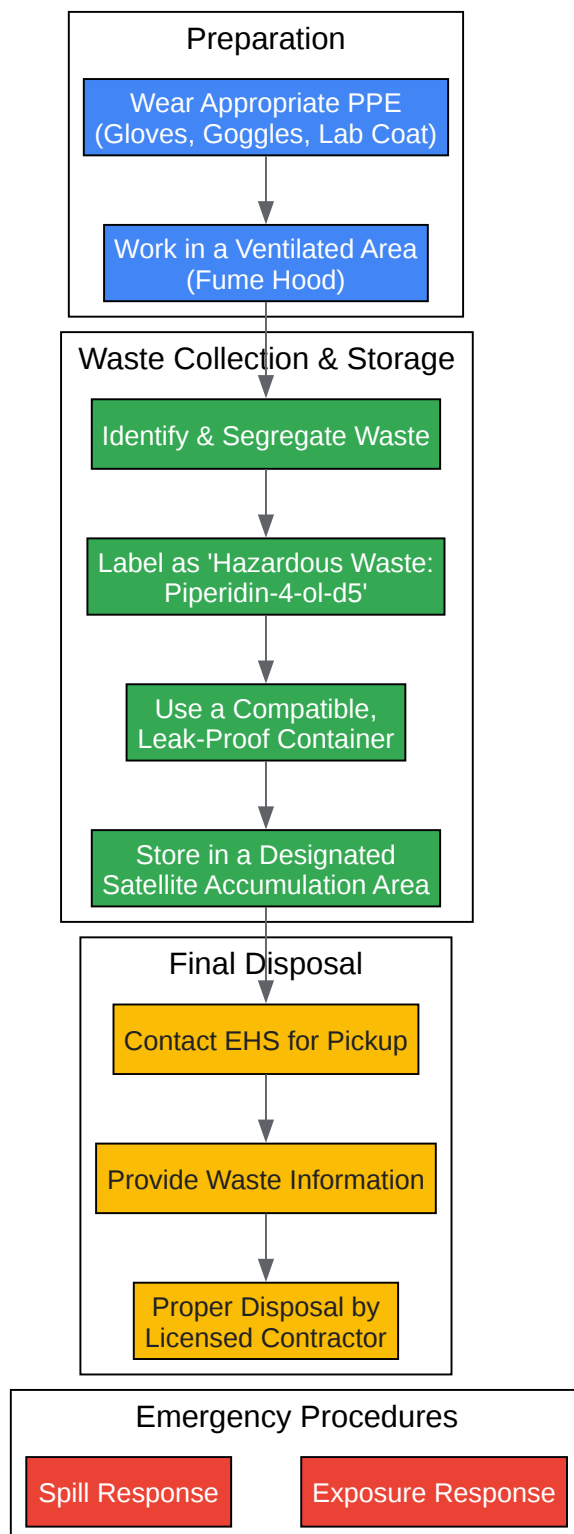 Preparation
Wear Appropriate PPE
(Gloves, Goggles, Lab Coat)
Work in a Ventilated Area
(Fume Hood)
Waste Collection & Storage
Identify & Segregate Waste
Label as 'Hazardous Waste:
Piperidin-4-ol-d5'
Use a Compatible,
Leak-Proof Container
Store in a Designated
Satellite Accumulation Area
Final Disposal
Contact EHS for Pickup
Provide Waste Information
Proper Disposal by
Licensed Contractor
Emergency Procedures
Spill Response
Exposure Response